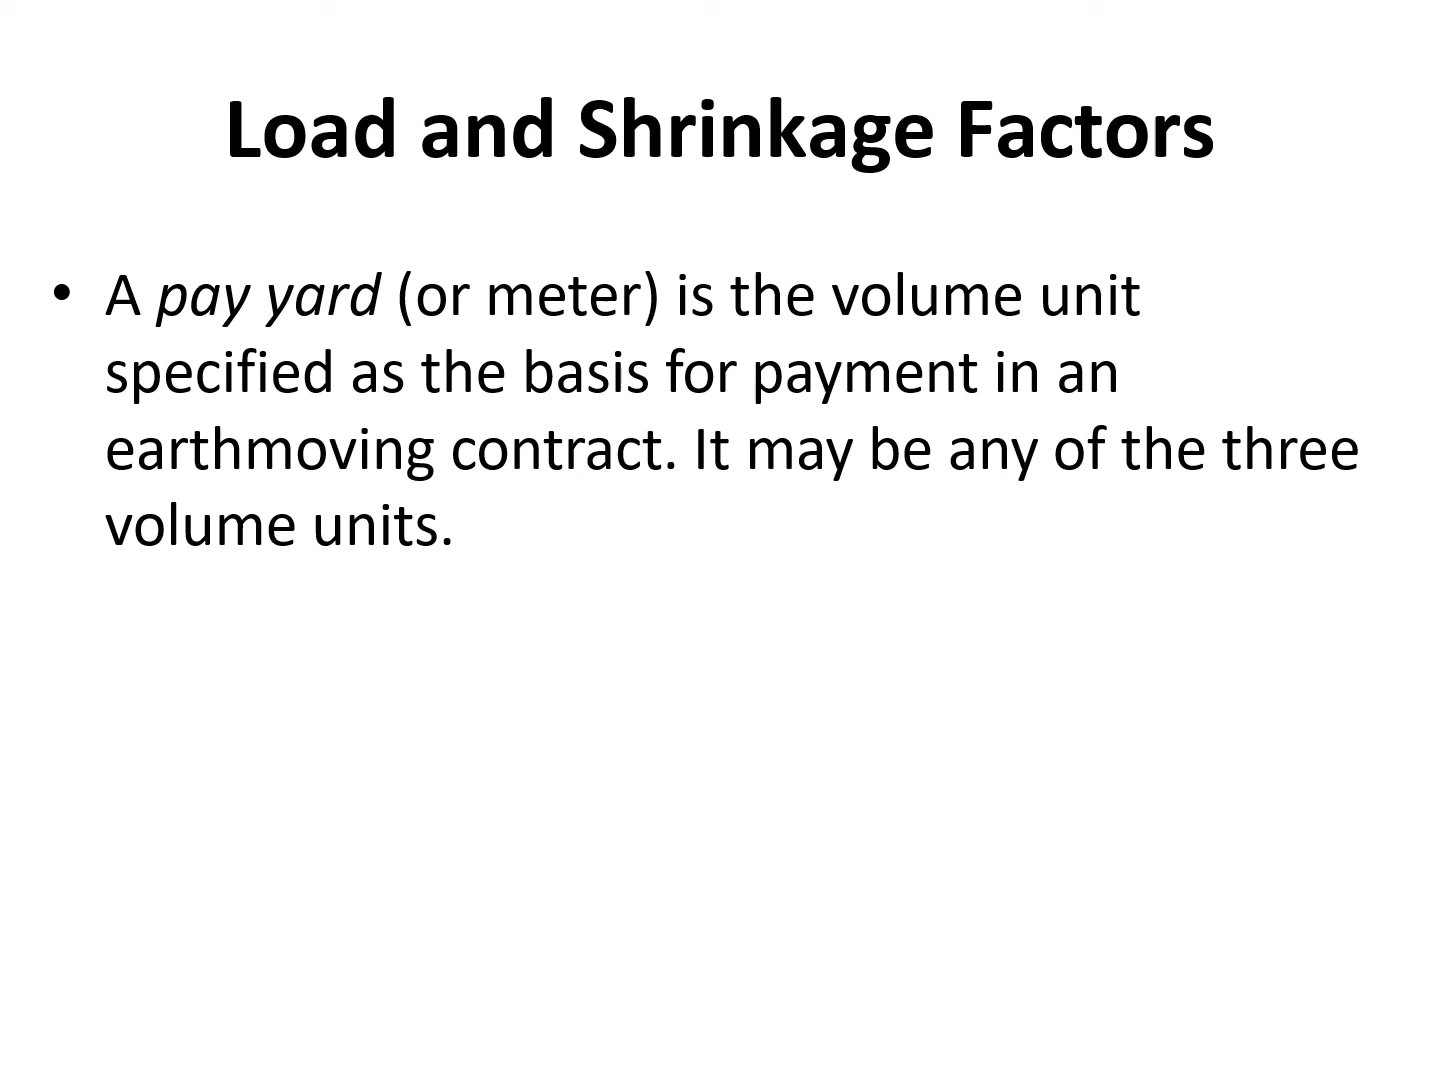 Load and Shrinkage Factors
• A pay yard (or meter) is the volume unit
specified as the basis for payment in an
earthmoving contract. It may be any of the three
volume units.